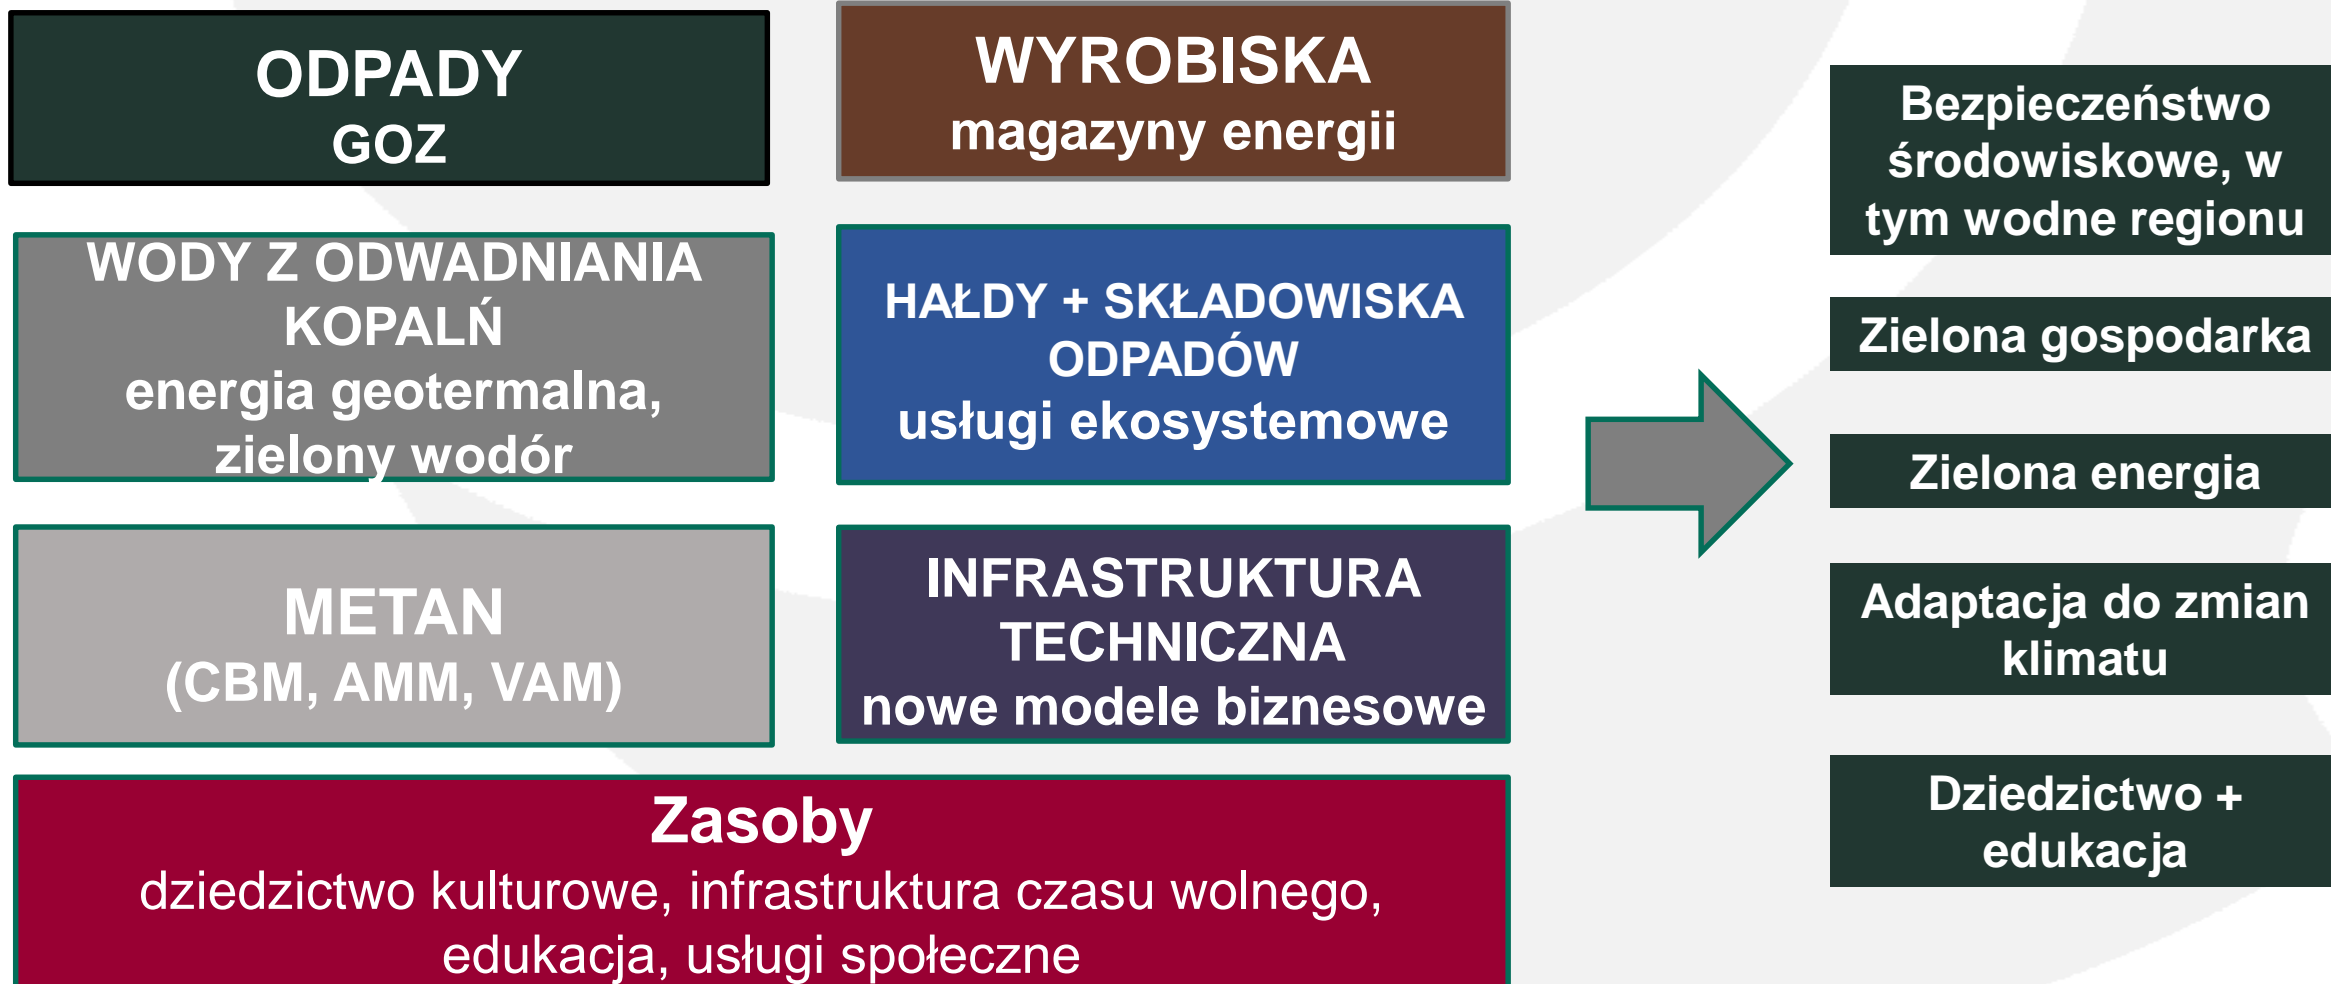 ODPADY
GOZ
WYROBISKA
magazyny energii
WODY Z ODWADNIANIA
KOPALŃ
energia geotermalna,
zielony wodór
HAŁDY + SKŁADOWISKA
ODPADÓW
usługi ekosystemowe
METAN
(CBM, AMM, VAM)
INFRASTRUKTURA
TECHNICZNA
nowe modele biznesowe
Zasoby
dziedzictwo kulturowe, infrastruktura czasu wolnego,
edukacja, usługi społeczne
Bezpieczeństwo
środowiskowe, w
tym wodne regionu
Zielona gospodarka
Zielona energia
Adaptacja do zmian
klimatu
Dziedzictwo +
edukacja